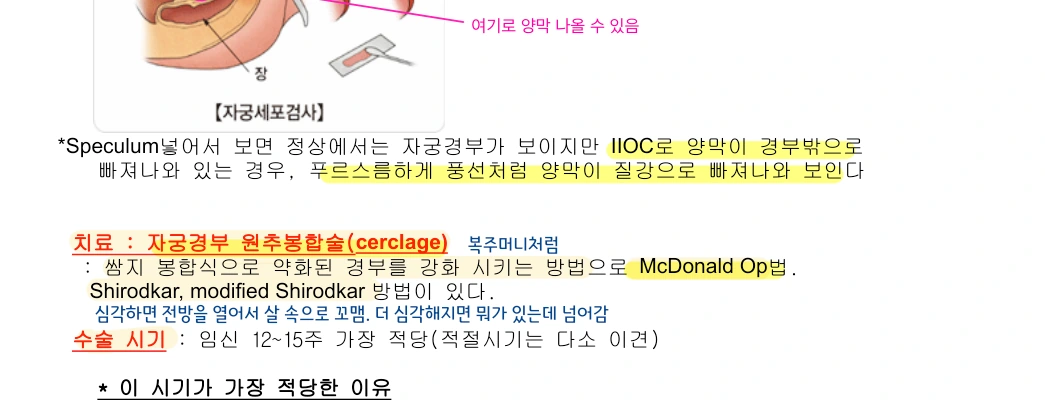 여기로 양막 나올 수 있음
장
【자궁세포검사】
*Speculum넣어서 보면 정상에서는 자궁경부가 보이지만 IIOC로 양막이 경부밖으로
빠져나와 있는 경우, 푸르스름하게 풍선처럼 양막이 질강으로 빠져나와 보인다
치료 : 자궁경부 원추봉합술(cerclage) 복주머니처럼
: 쌈지 봉합식으로 약화된 경부를 강화 시키는 방법으로 McDonald Op법.
Shirodkar, modified Shirodkar 방법이 있다.
심각하면 전방을 열어서 살 속으로 꼬맴. 더 심각해지면 뭐가 있는데 넘어감
수술 시기 : 임신 12~15주 가장 적당(적절시기는 다소 이견)
* 이 시기가 가장 적당한 이유